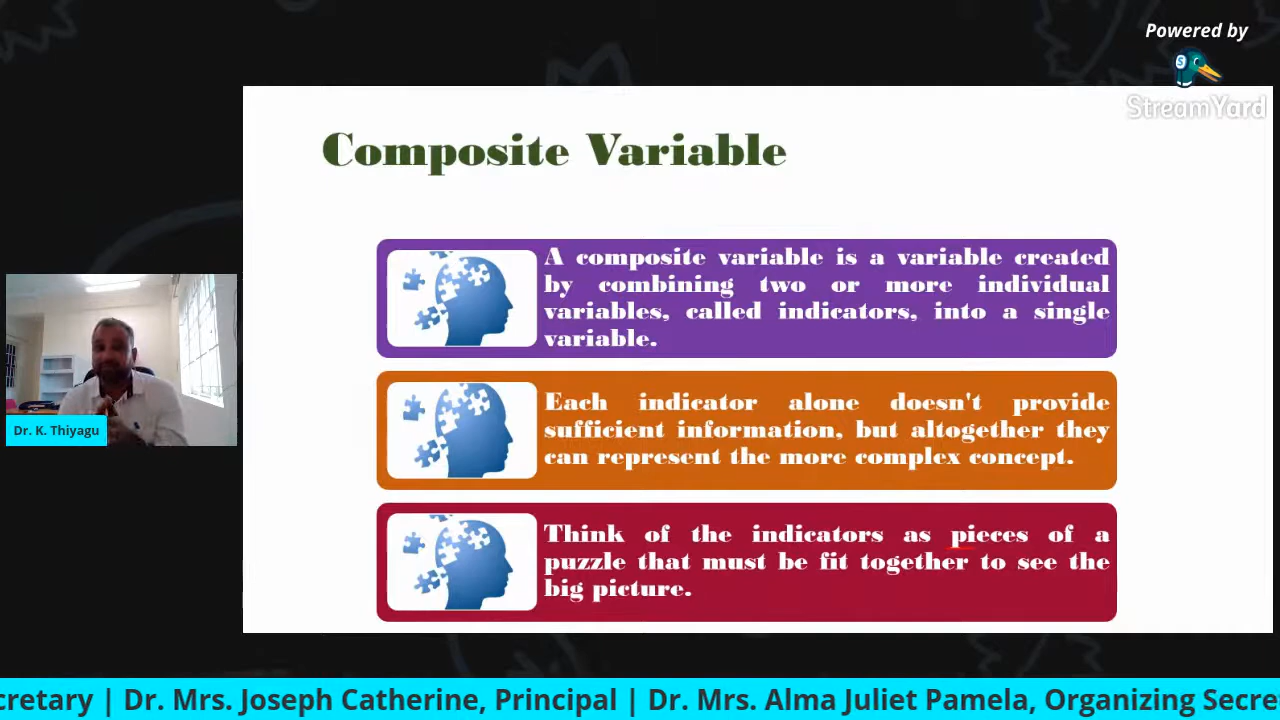 Powered by
StreamYard
Composite Variable
A composite variable is a variable created
by combining two or more individual
variables, called indicators, into a single
variable.
Each indicator alone doesn't provide
sufficient information, but altogether they
can represent the more complex concept.
Dr. K. Thiyagu
Think of the indicators as pieces of a
puzzle that must be fit together to see the
big picture.
cretary | Dr. Mrs. Joseph Catherine, Principal | Dr. Mrs. Alma Juliet Pamela, Organizing Secre